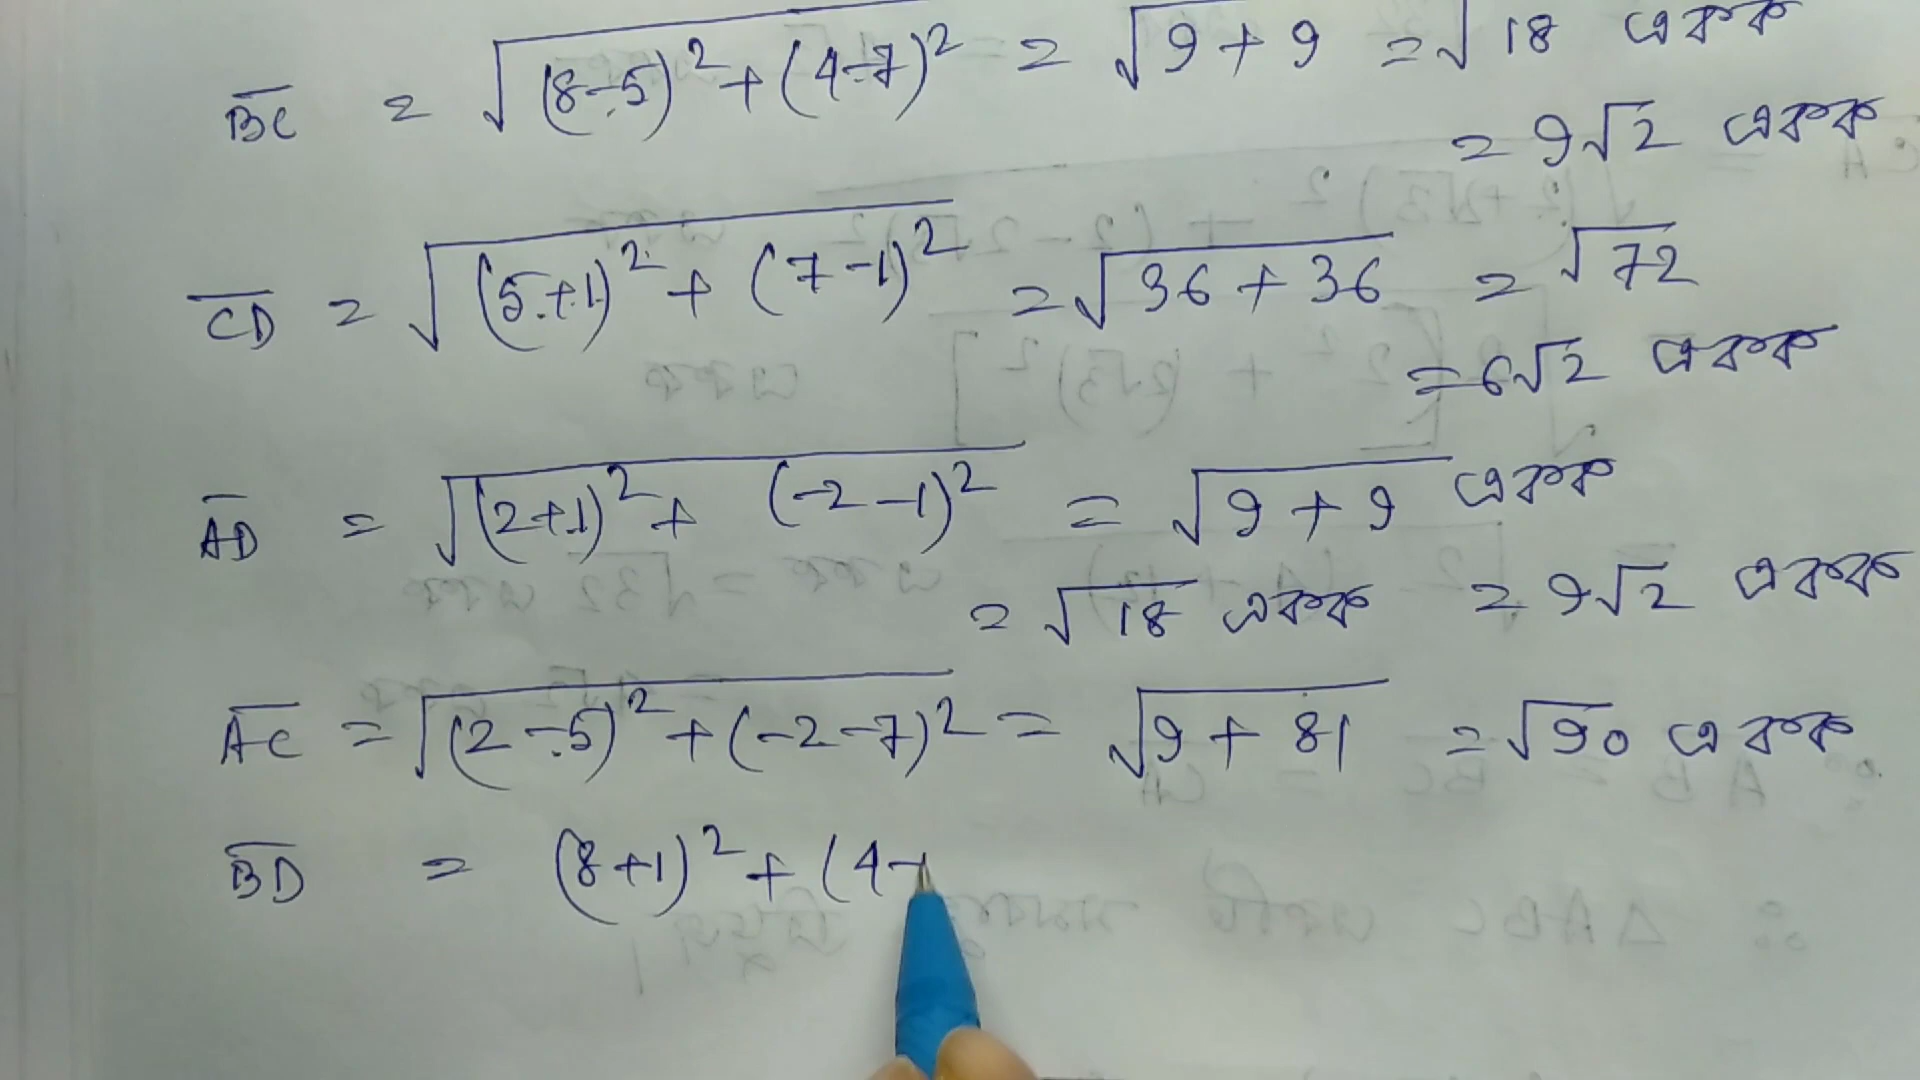 BC = √(8-5)² + (4-7)² = √9+9 = √18 একক
= 9√2 একক
CD = √(5+1)² + (7-1)² = √36+36 = √72
= 6√2 একক
AD = √(2+1)² + (-2-1)² = √9+9 একক
= √18 একক = 9√2 একক
AC = √(2-5)² + (-2-7)² = √9+81 = √90 একক
BD = (8+1)² + (4-